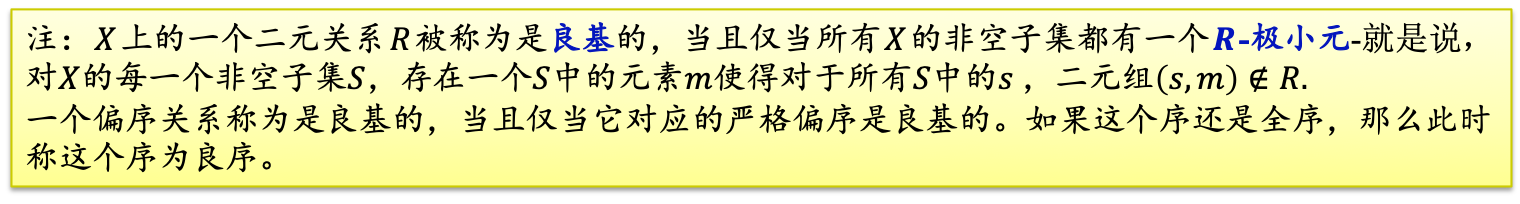 注：X上的一个二元关系R被称为是良基的，当且仅当所有X的非空子集都有一个R-极小元-就是说，
对X的每一个非空子集S，存在一个S中的元素m使得对于所有S中的s，二元组(s,m) ∉ R.
一个偏序关系称为是良基的，当且仅当它对应的严格偏序是良基的。如果这个序还是全序，那么此时
称这个序为良序。